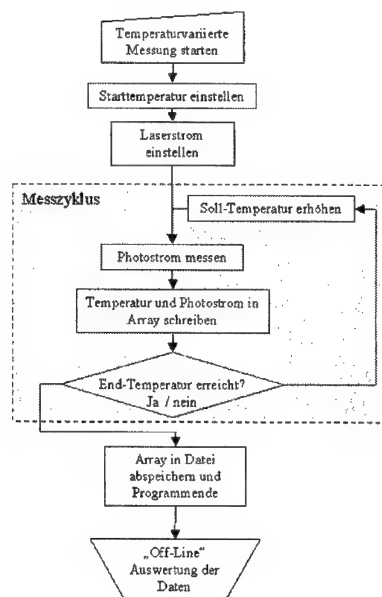 Temperaturvariierte
Messung starten
Starttemperatur einstellen
Laserstrom
einstellen
Messzyklus
Soll-Temperatur erhöhen
Photostrom messen
Temperatur und Photostrom in
Array schreiben
End-Temperatur erreicht?
Ja / nein
Array in Datei
abspeichern und
Programmende
„Off-Line"
Auswertung der
Daten